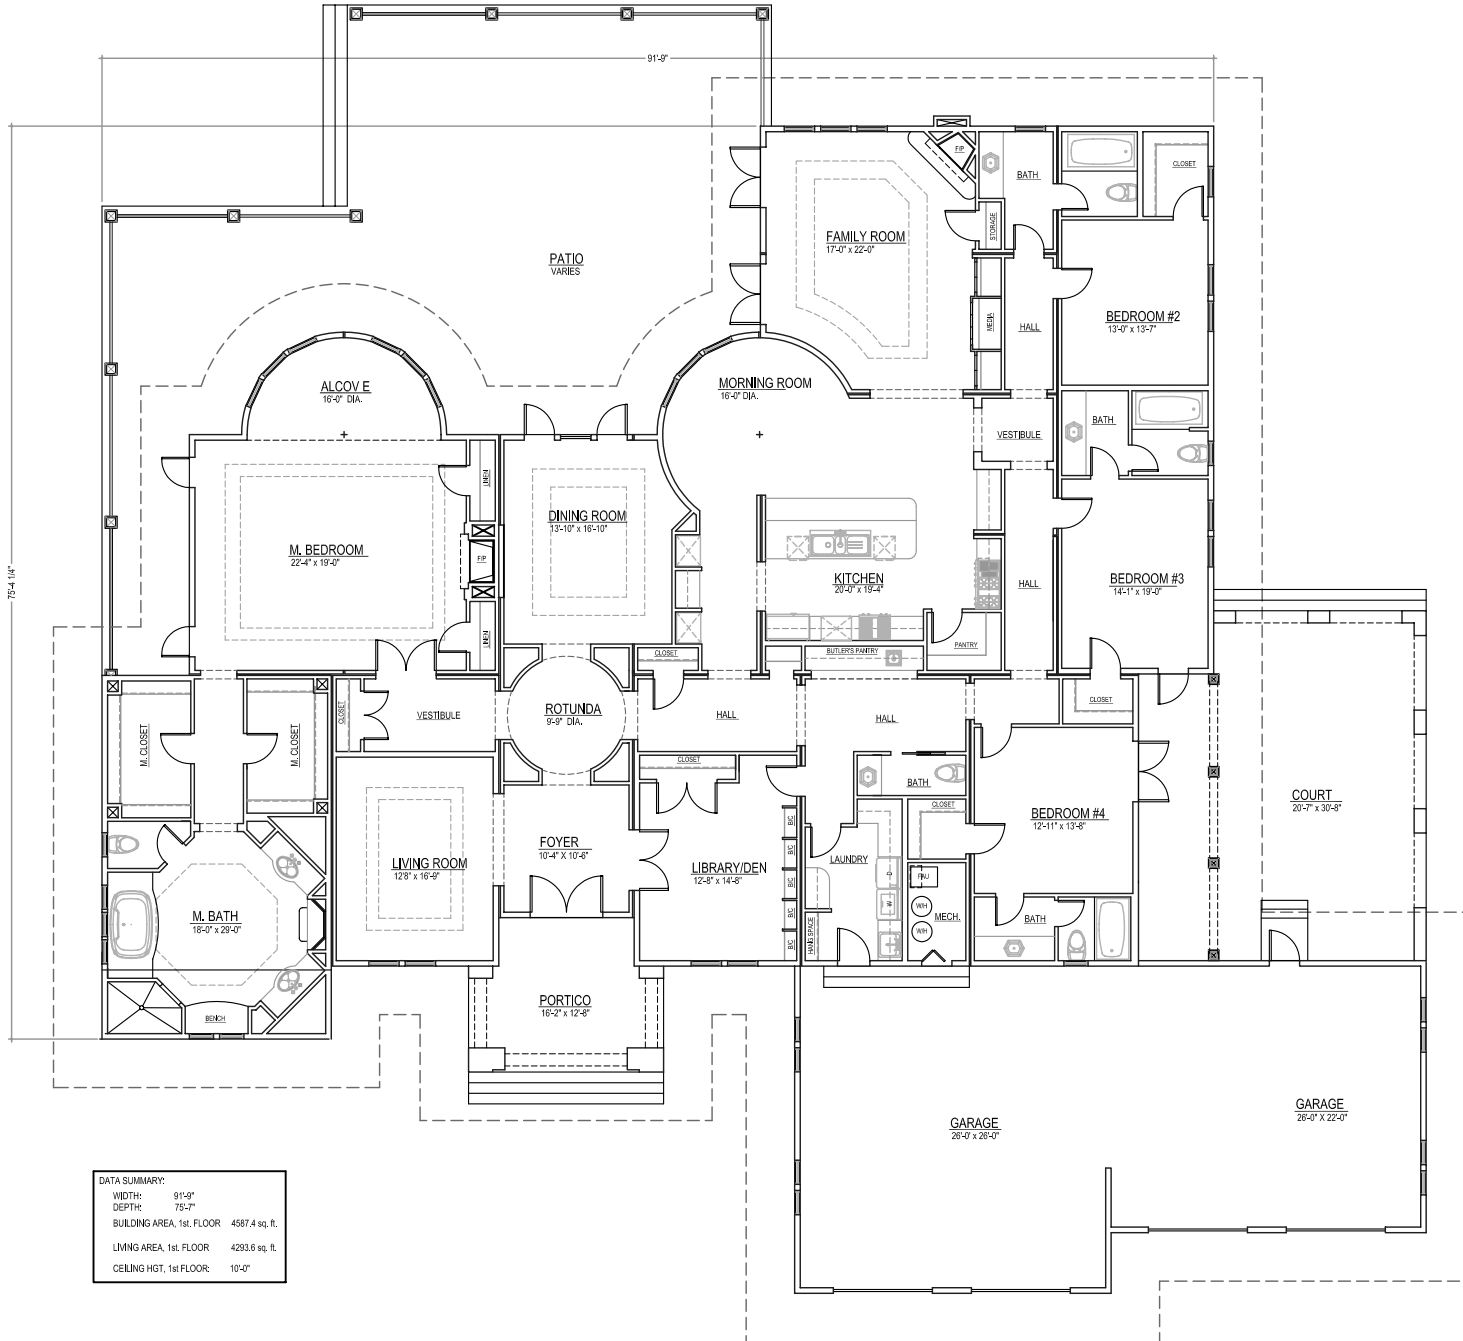 91'-9"
75'-4 1/4"
PATIO
VARIES
FAMILY ROOM
17'-0" x 22'-0"
F/P
BATH
CLOSET
STORAGE
MEDIA
HALL
BEDROOM #2
13'-0" x 13'-7"
ALCOV E
16'-0" DIA.
MORNING ROOM
16'-0" DIA.
VESTIBULE
BATH
LINEN
M. BEDROOM
22'-4" x 19'-0"
F/P
LINEN
DINING ROOM
13'-10" x 16'-10"
KITCHEN
20'-0" x 19'-4"
HALL
BEDROOM #3
14'-1" x 19'-0"
PANTRY
BUTLER'S PANTRY
CLOSET
M. CLOSET
M. CLOSET
CLOSET
VESTIBULE
ROTUNDA
9'-9" DIA.
HALL
HALL
CLOSET
CLOSET
BATH
CLOSET
BEDROOM #4
12'-11" x 13'-8"
COURT
20'-7" x 30'-8"
LIVING ROOM
12'8" x 16'-9"
FOYER
10'-4" X 10'-6"
LIBRARY/DEN
12'-8" x 14'-8"
B/C
B/C
B/C
B/C
B/C
LAUNDRY
D
W
FAU
W/H
W/H
MECH.
HANG SPACE
BATH
M. BATH
18'-0" x 29'-0"
BENCH
PORTICO
16'-2" x 12'-8"
GARAGE
26'-0' x 26'-0"
GARAGE
26'-0" X 22'-0"
DATA SUMMARY:
WIDTH: 91'-9"
DEPTH: 75'-7"
BUILDING AREA, 1st. FLOOR 4587.4 sq. ft.
LIVING AREA, 1st. FLOOR 4293.6 sq. ft.
CEILING HGT, 1st FLOOR: 10'-0"